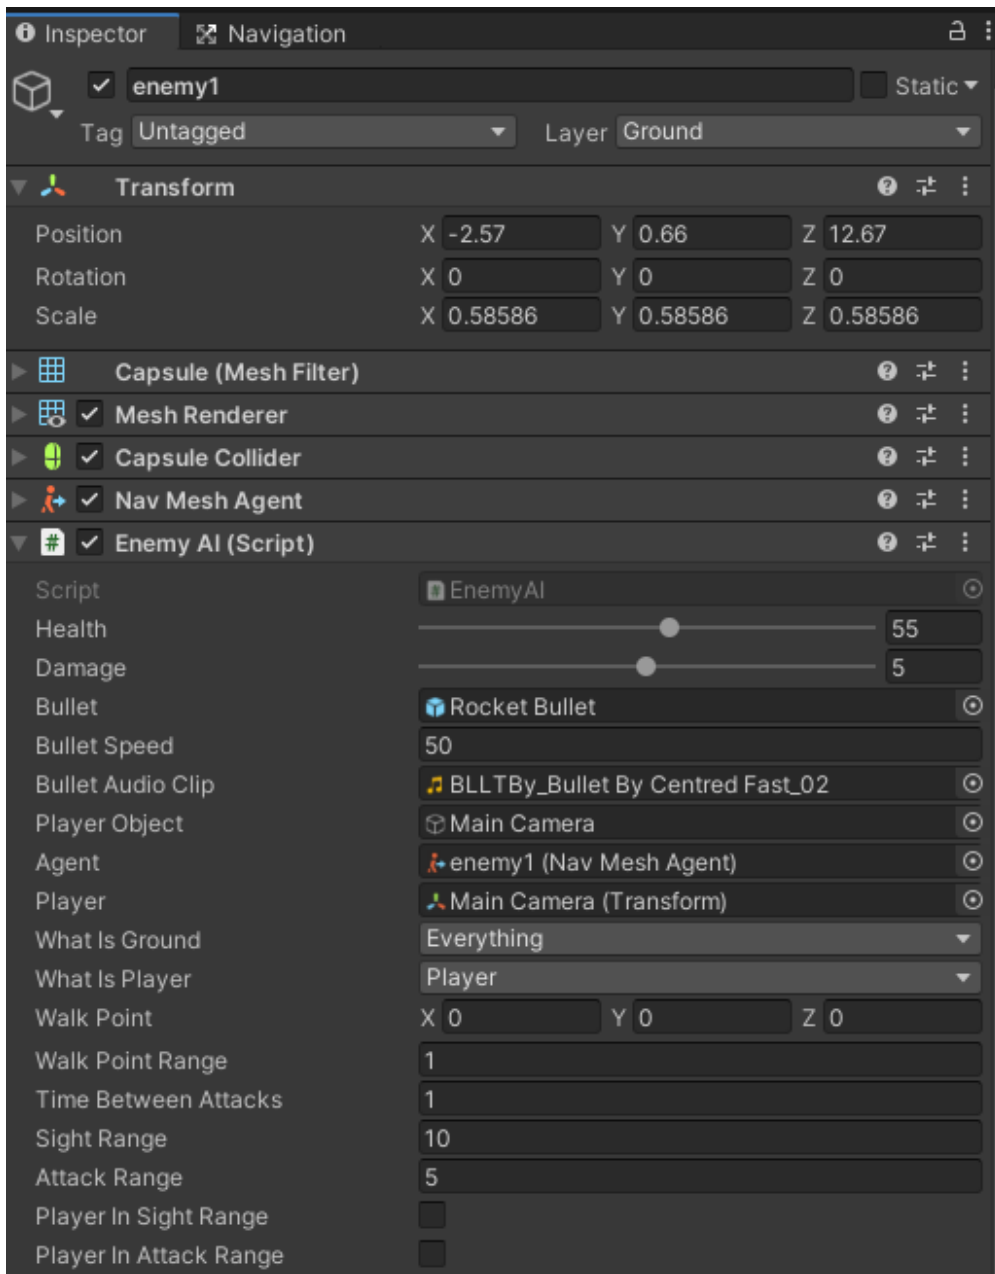 Inspector Navigation
enemy1 Static
Tag Untagged Layer Ground
Transform
Position X -2.57 Y 0.66 Z 12.67
Rotation X 0 Y 0 Z 0
Scale X 0.58586 Y 0.58586 Z 0.58586
Capsule (Mesh Filter)
Mesh Renderer
Capsule Collider
Nav Mesh Agent
# Enemy AI (Script)
Script # EnemyAI
Health 55
Damage 5
Bullet Rocket Bullet
Bullet Speed 50
Bullet Audio Clip BLLTBy_Bullet By Centred Fast_02
Player Object Main Camera
Agent enemy1 (Nav Mesh Agent)
Player Main Camera (Transform)
What Is Ground Everything
What Is Player Player
Walk Point X 0 Y 0 Z 0
Walk Point Range 1
Time Between Attacks 1
Sight Range 10
Attack Range 5
Player In Sight Range
Player In Attack Range